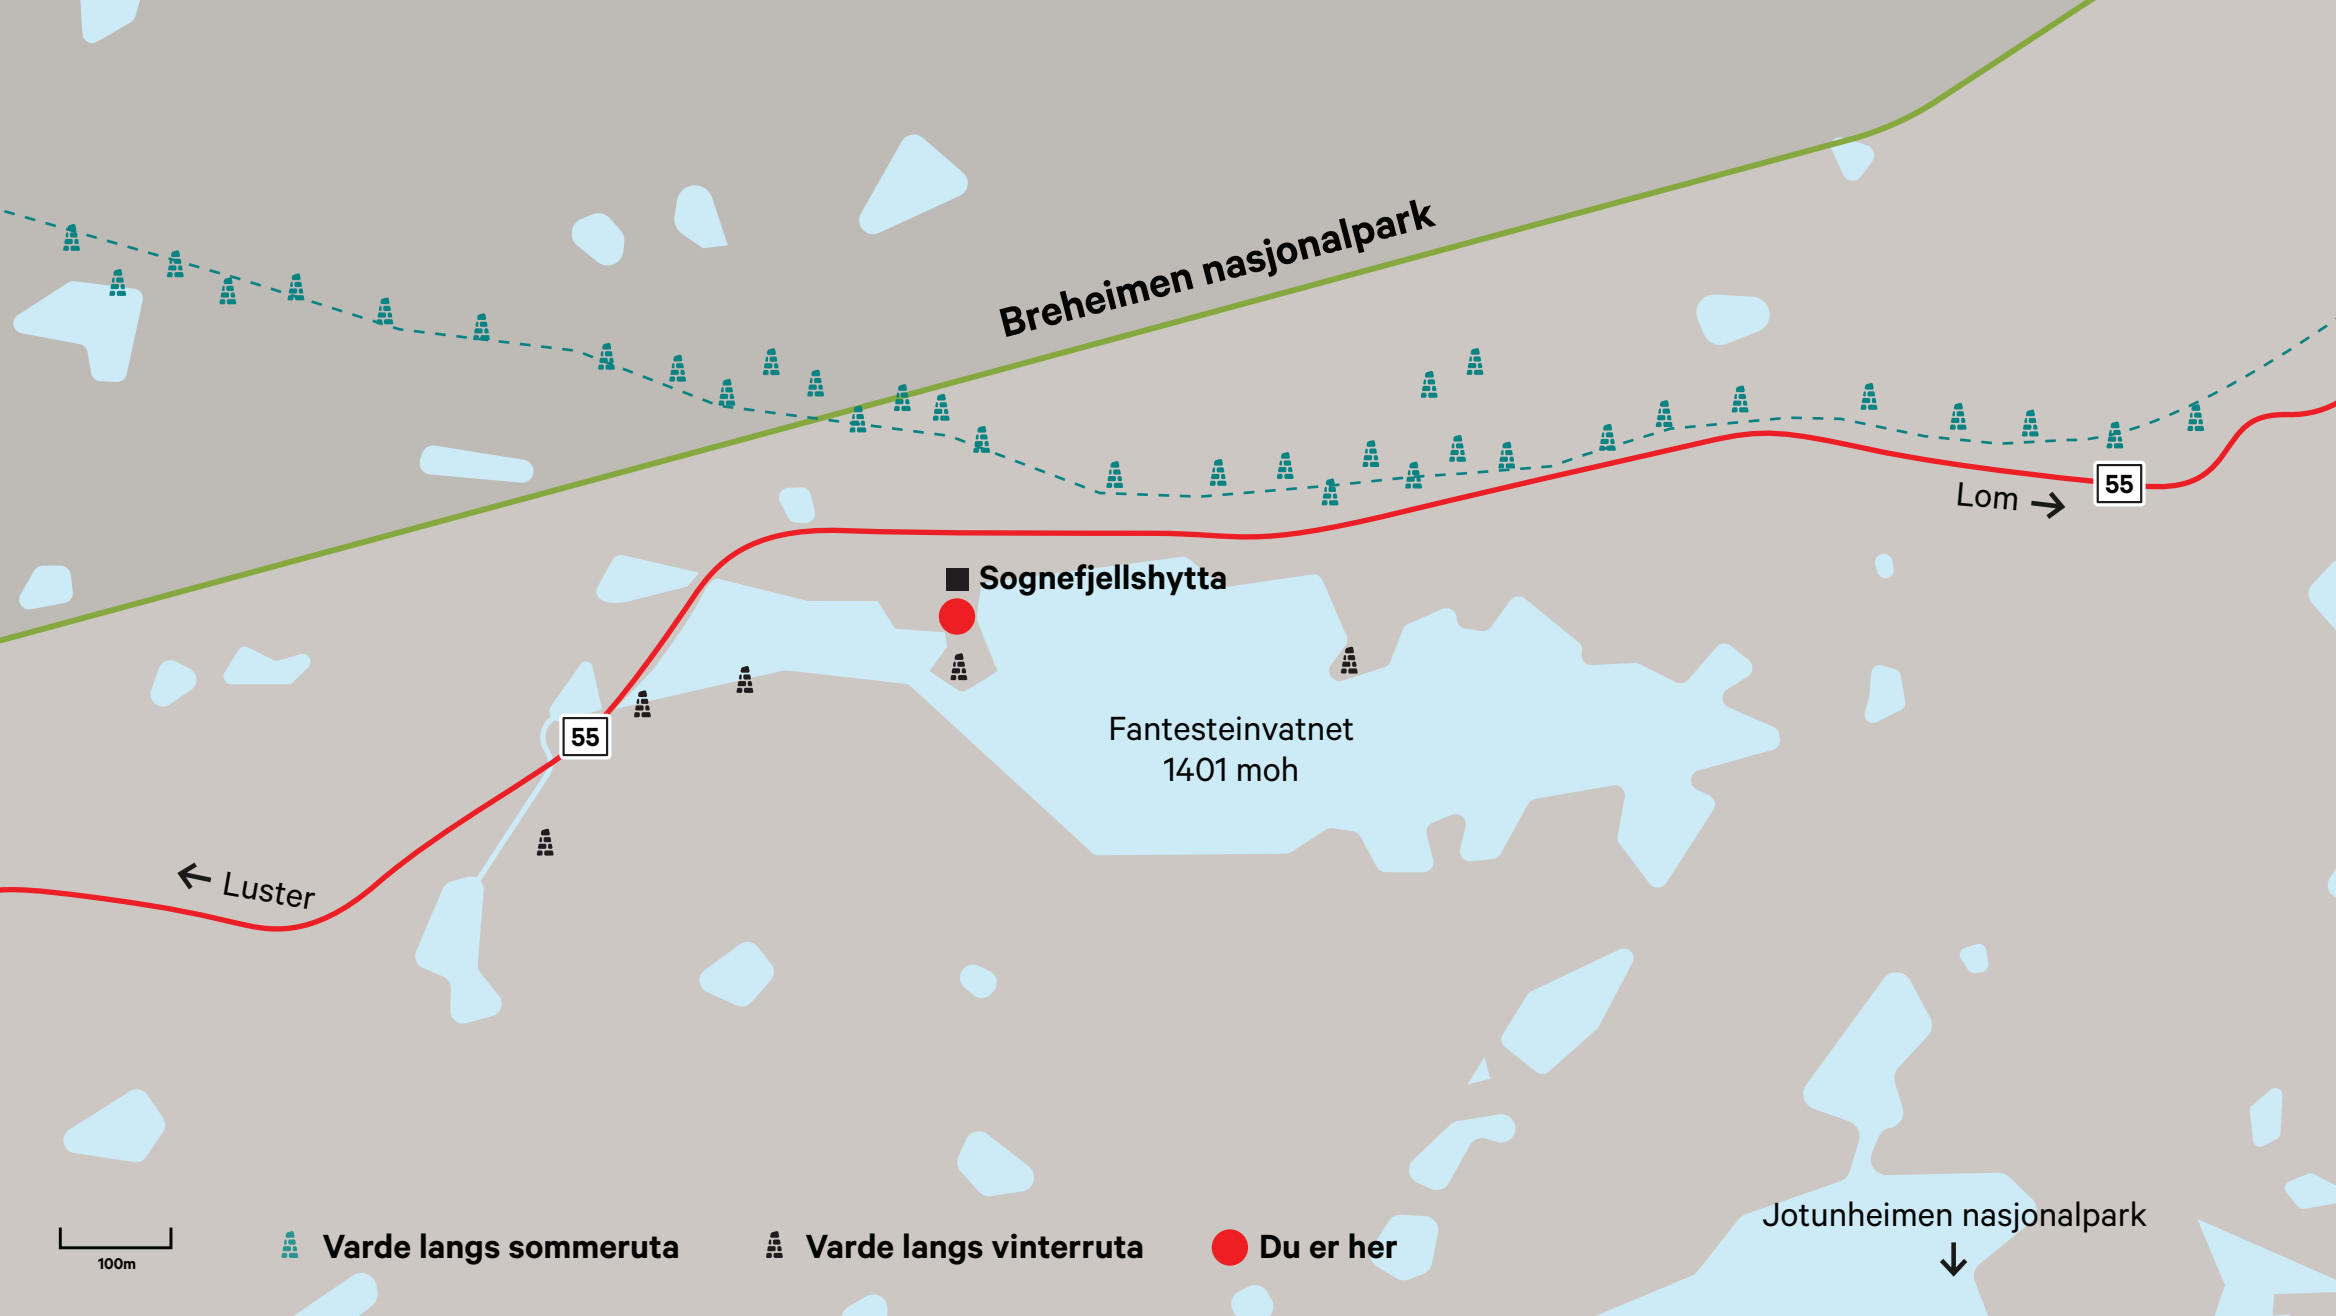 Breheimen nasjonalpark
55
Lom
Sognefjellshytta
Fantesteinvatnet
1401 moh
55
Luster
Jotunheimen nasjonalpark
Varde langs sommeruta
Varde langs vinterruta
Du er her
100m